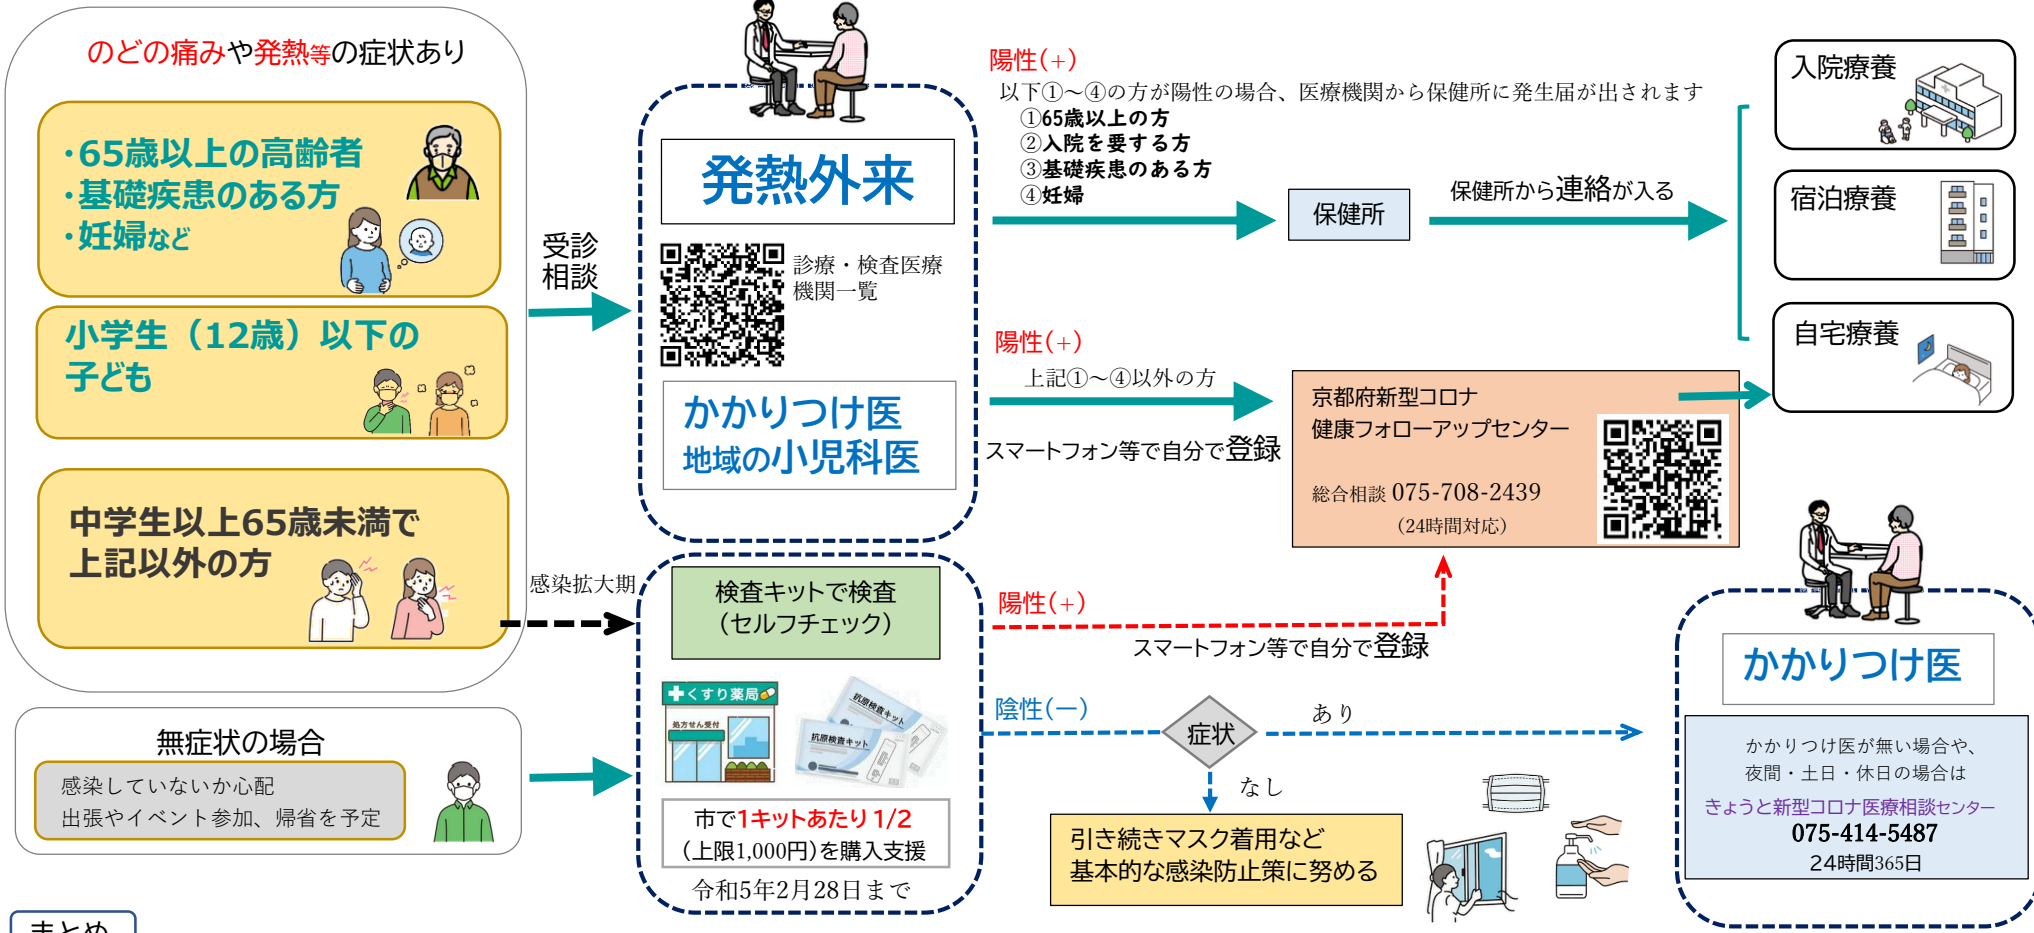 のどの痛みや発熱等の症状あり
・65歳以上の高齢者
・基礎疾患のある方
・妊婦など
小学生（12歳）以下の
子ども
中学生以上65歳未満で
上記以外の方
無症状の場合
感染していないか心配
出張やイベント参加、帰省を予定
受診
相談
感染拡大期
発熱外来
診療・検査医療
機関一覧
かかりつけ医
地域の小児科医
検査キットで検査
（セルフチェック）
くすり薬局
処方せん受付
抗原検査キット
抗原検査キット
市で1キットあたり1/2
（上限1,000円）を購入支援
令和5年2月28日まで
陽性（+）
以下①～④の方が陽性の場合、医療機関から保健所に発生届が出されます
①65歳以上の方
②入院を要する方
③基礎疾患のある方
④妊婦
保健所
保健所から連絡が入る
入院療養
宿泊療養
自宅療養
陽性（+）
上記①～④以外の方
スマートフォン等で自分で登録
京都府新型コロナ
健康フォローアップセンター
総合相談 075-708-2439
（24時間対応）
陽性（+）
スマートフォン等で自分で登録
陰性（－）
症状
あり
なし
引き続きマスク着用など
基本的な感染防止策に努める
かかりつけ医
かかりつけ医が無い場合や、
夜間・土日・休日の場合は
きょうと新型コロナ医療相談センター
075-414-5487
24時間365日
まとめ